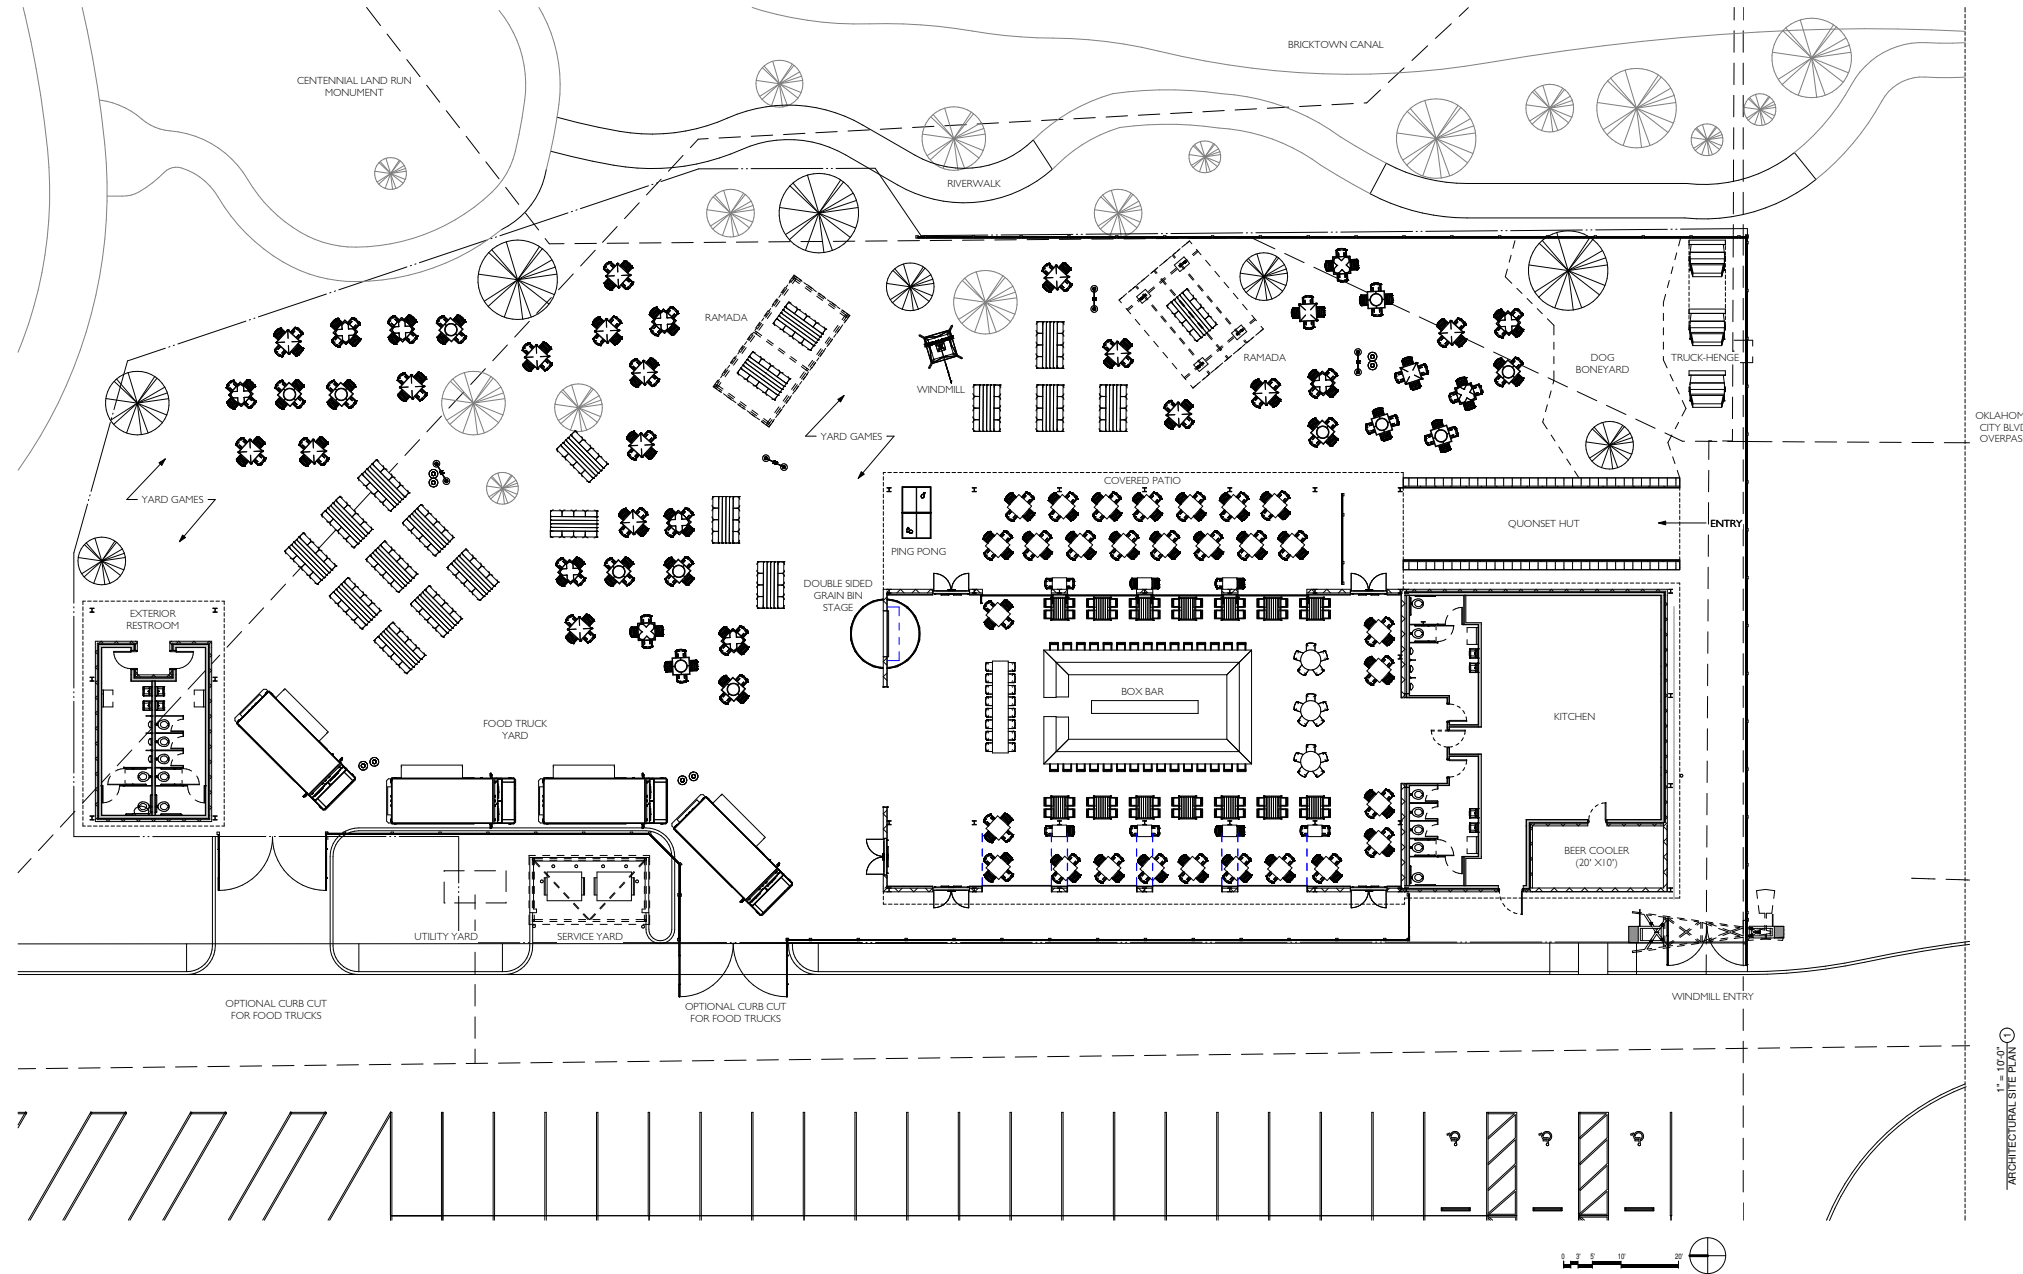 BRICKTOWN CANAL
CENTENNIAL LAND RUN
MONUMENT
RIVERWALK
RAMADA
RAMADA
DOG
BONEYARD
TRUCK-HENGE
WINDMILL
OKLAHOM
CITY BLVD
OVERPAS
YARD GAMES
YARD GAMES
COVERED PATIO
QUONSET HUT
ENTRY
PING PONG
DOUBLE SIDED
GRAIN BIN
STAGE
EXTERIOR
RESTROOM
BOX BAR
KITCHEN
FOOD TRUCK
YARD
BEER COOLER
(20' X10')
UTILITY YARD
SERVICE YARD
OPTIONAL CURB CUT
FOR FOOD TRUCKS
OPTIONAL CURB CUT
FOR FOOD TRUCKS
WINDMILL ENTRY
1" = 10'-0"
ARCHITECTURAL SITE PLAN
1
0 3' 5' 10' 20'